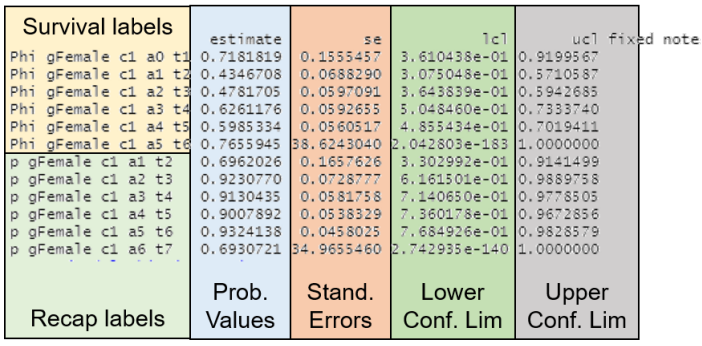 Survival labels
estimate se lcl ucl fixed note
Phi gFemale c1 a0 t1 0.7181819 0.1555457 3.610438e-01 0.9199567
Phi gFemale c1 a1 t2 0.4346708 0.0688290 3.075048e-01 0.5710587
Phi gFemale c1 a2 t3 0.4781705 0.0597091 3.643839e-01 0.5942685
Phi gFemale c1 a3 t4 0.6261176 0.0592655 5.048460e-01 0.7333740
Phi gFemale c1 a4 t5 0.5985334 0.0560517 4.855434e-01 0.7019411
Phi gFemale c1 a5 t6 0.7655945 38.6243040 2.042803e-183 1.0000000
p gFemale c1 a1 t2 0.6962026 0.1657626 3.302992e-01 0.9141499
p gFemale c1 a2 t3 0.9230770 0.0728777 6.161501e-01 0.9889758
p gFemale c1 a3 t4 0.9130435 0.0581758 7.140650e-01 0.9778505
p gFemale c1 a4 t5 0.9007892 0.0538329 7.360178e-01 0.9672856
p gFemale c1 a5 t6 0.9324138 0.0458025 7.684926e-01 0.9828579
p gFemale c1 a6 t7 0.6930721 34.9655460 2.742935e-140 1.0000000
Recap labels
Prob.
Values
Stand.
Errors
Lower
Conf. Lim
Upper
Conf. Lim